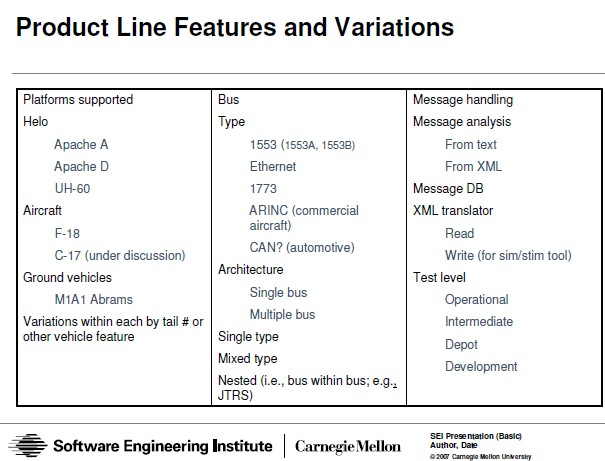 Product Line Features and Variations
Platforms supported
Helo
Apache A
Apache D
UH-60
Aircraft
F-18
C-17 (under discussion)
Ground vehicles
M1A1 Abrams
Variations within each by tail # or
other vehicle feature
Bus
Type
1553 (1553A, 1553B)
Ethernet
1773
ARINC (commercial
aircraft)
CAN? (automotive)
Architecture
Single bus
Multiple bus
Single type
Mixed type
Nested (i.e., bus within bus; e.g.,
JTRS)
Message handling
Message analysis
From text
From XML
Message DB
XML translator
Read
Write (for sim/stim tool)
Test level
Operational
Intermediate
Depot
Development
Software Engineering Institute
Carnegie Mellon
SEI Presentation (Basic)
Author, Date
© 2007 Carnegie Mellon University